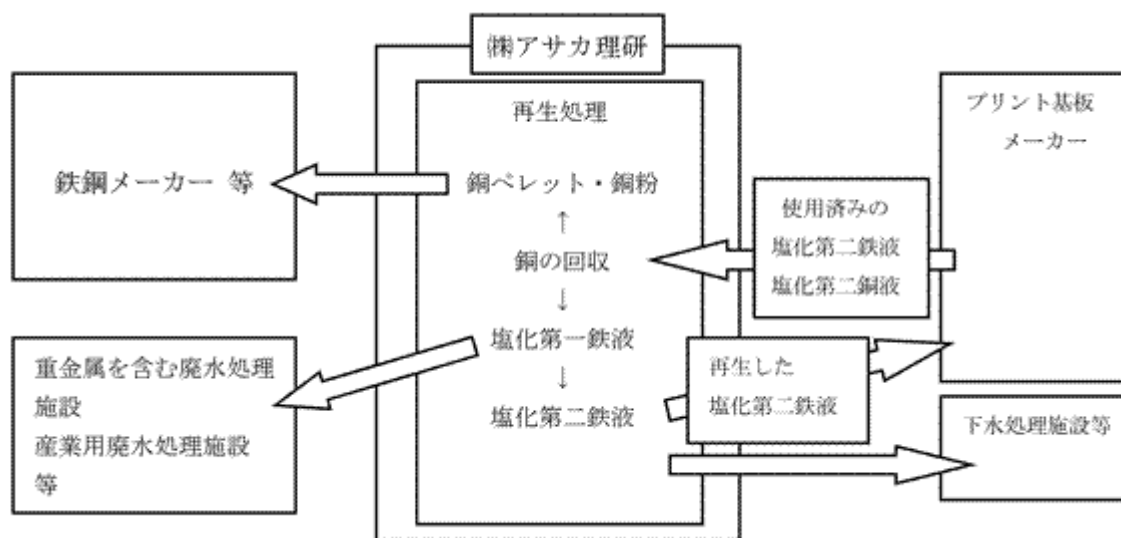 ㈱アサカ理研
再生処理
銅ペレット・銅粉
↑
銅の回収
↓
塩化第一鉄液
↓
塩化第二鉄液
鉄鋼メーカー 等
重金属を含む廃水処理
施設
産業用廃水処理施設
等
プリント基板
メーカー
使用済みの
塩化第二鉄液
塩化第二銅液
再生した
塩化第二鉄液
下水処理施設等